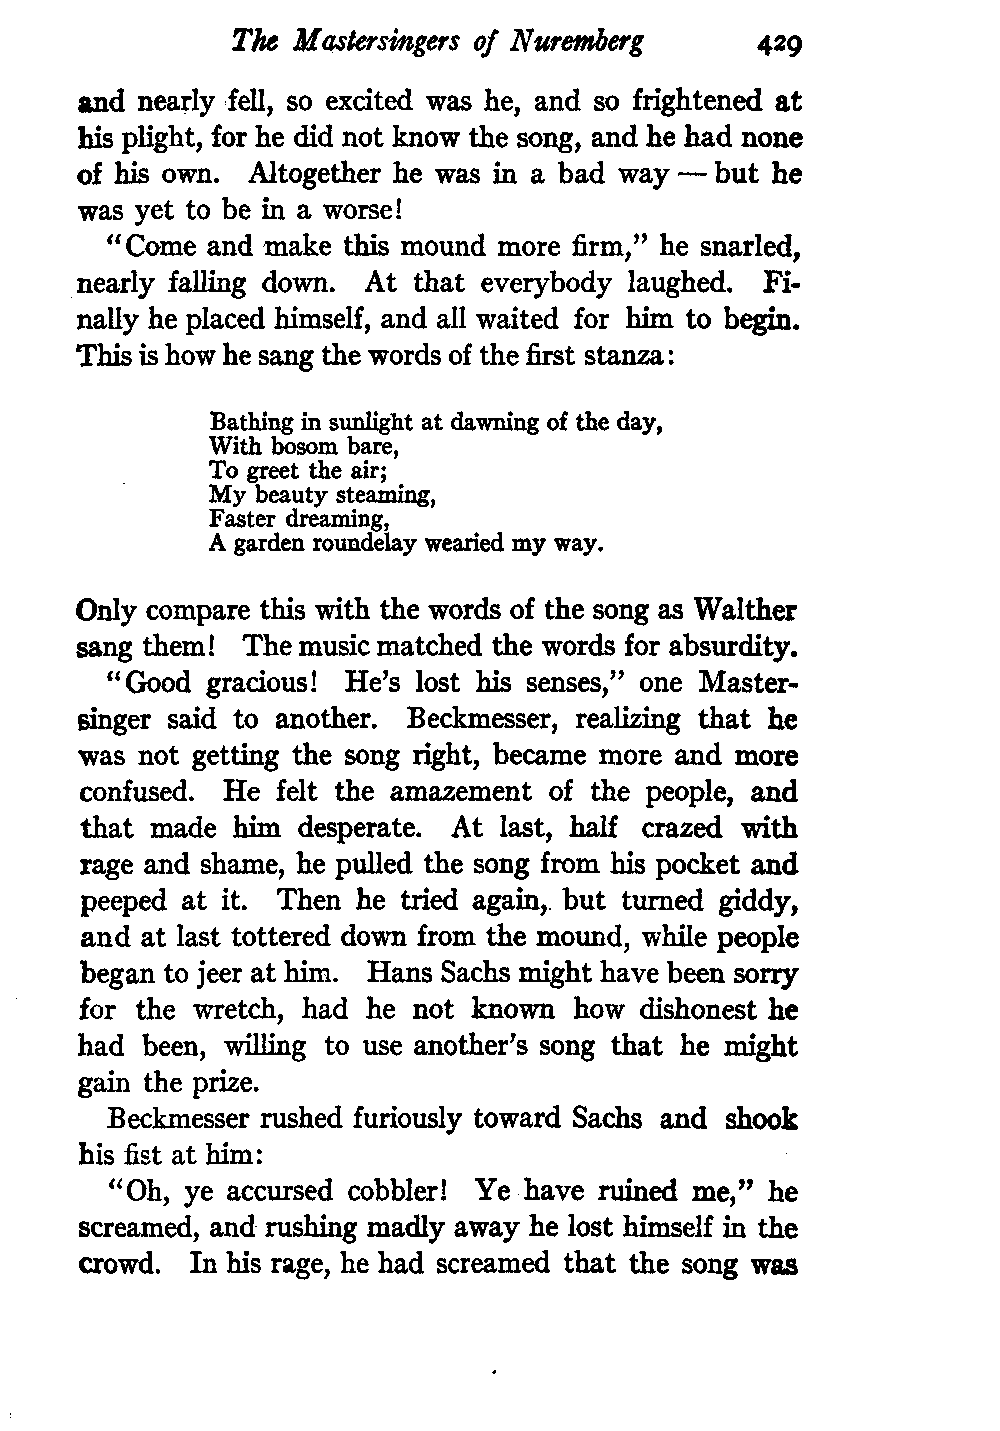 The Mastersingers of Nuremberg 429
and nearly fell, so excited was he, and so frightened at
his plight, for he did not know the song, and he had none
of his own. Altogether he was in a bad way — but he
was yet to be in a worse!
"Come and make this mound more firm," he snarled,
nearly falling down. At that everybody laughed. Fi-
nally he placed himself, and all waited for him to begin.
This is how he sang the words of the first stanza:
Bathing in sunlight at dawning of the day,
With bosom bare,
To greet the air;
My beauty steaming,
Faster dreaming,
A garden roundelay wearied my way.
Only compare this with the words of the song as Walther
sang them! The music matched the words for absurdity.
"Good gracious! He's lost his senses," one Master-
singer said to another. Beckmesser, realizing that he
was not getting the song right, became more and more
confused. He felt the amazement of the people, and
that made him desperate. At last, half crazed with
rage and shame, he pulled the song from his pocket and
peeped at it. Then he tried again, but turned giddy,
and at last tottered down from the mound, while people
began to jeer at him. Hans Sachs might have been sorry
for the wretch, had he not known how dishonest he
had been, willing to use another's song that he might
gain the prize.
Beckmesser rushed furiously toward Sachs and shook
his fist at him:
"Oh, ye accursed cobbler! Ye have ruined me," he
screamed, and rushing madly away he lost himself in the
crowd. In his rage, he had screamed that the song was